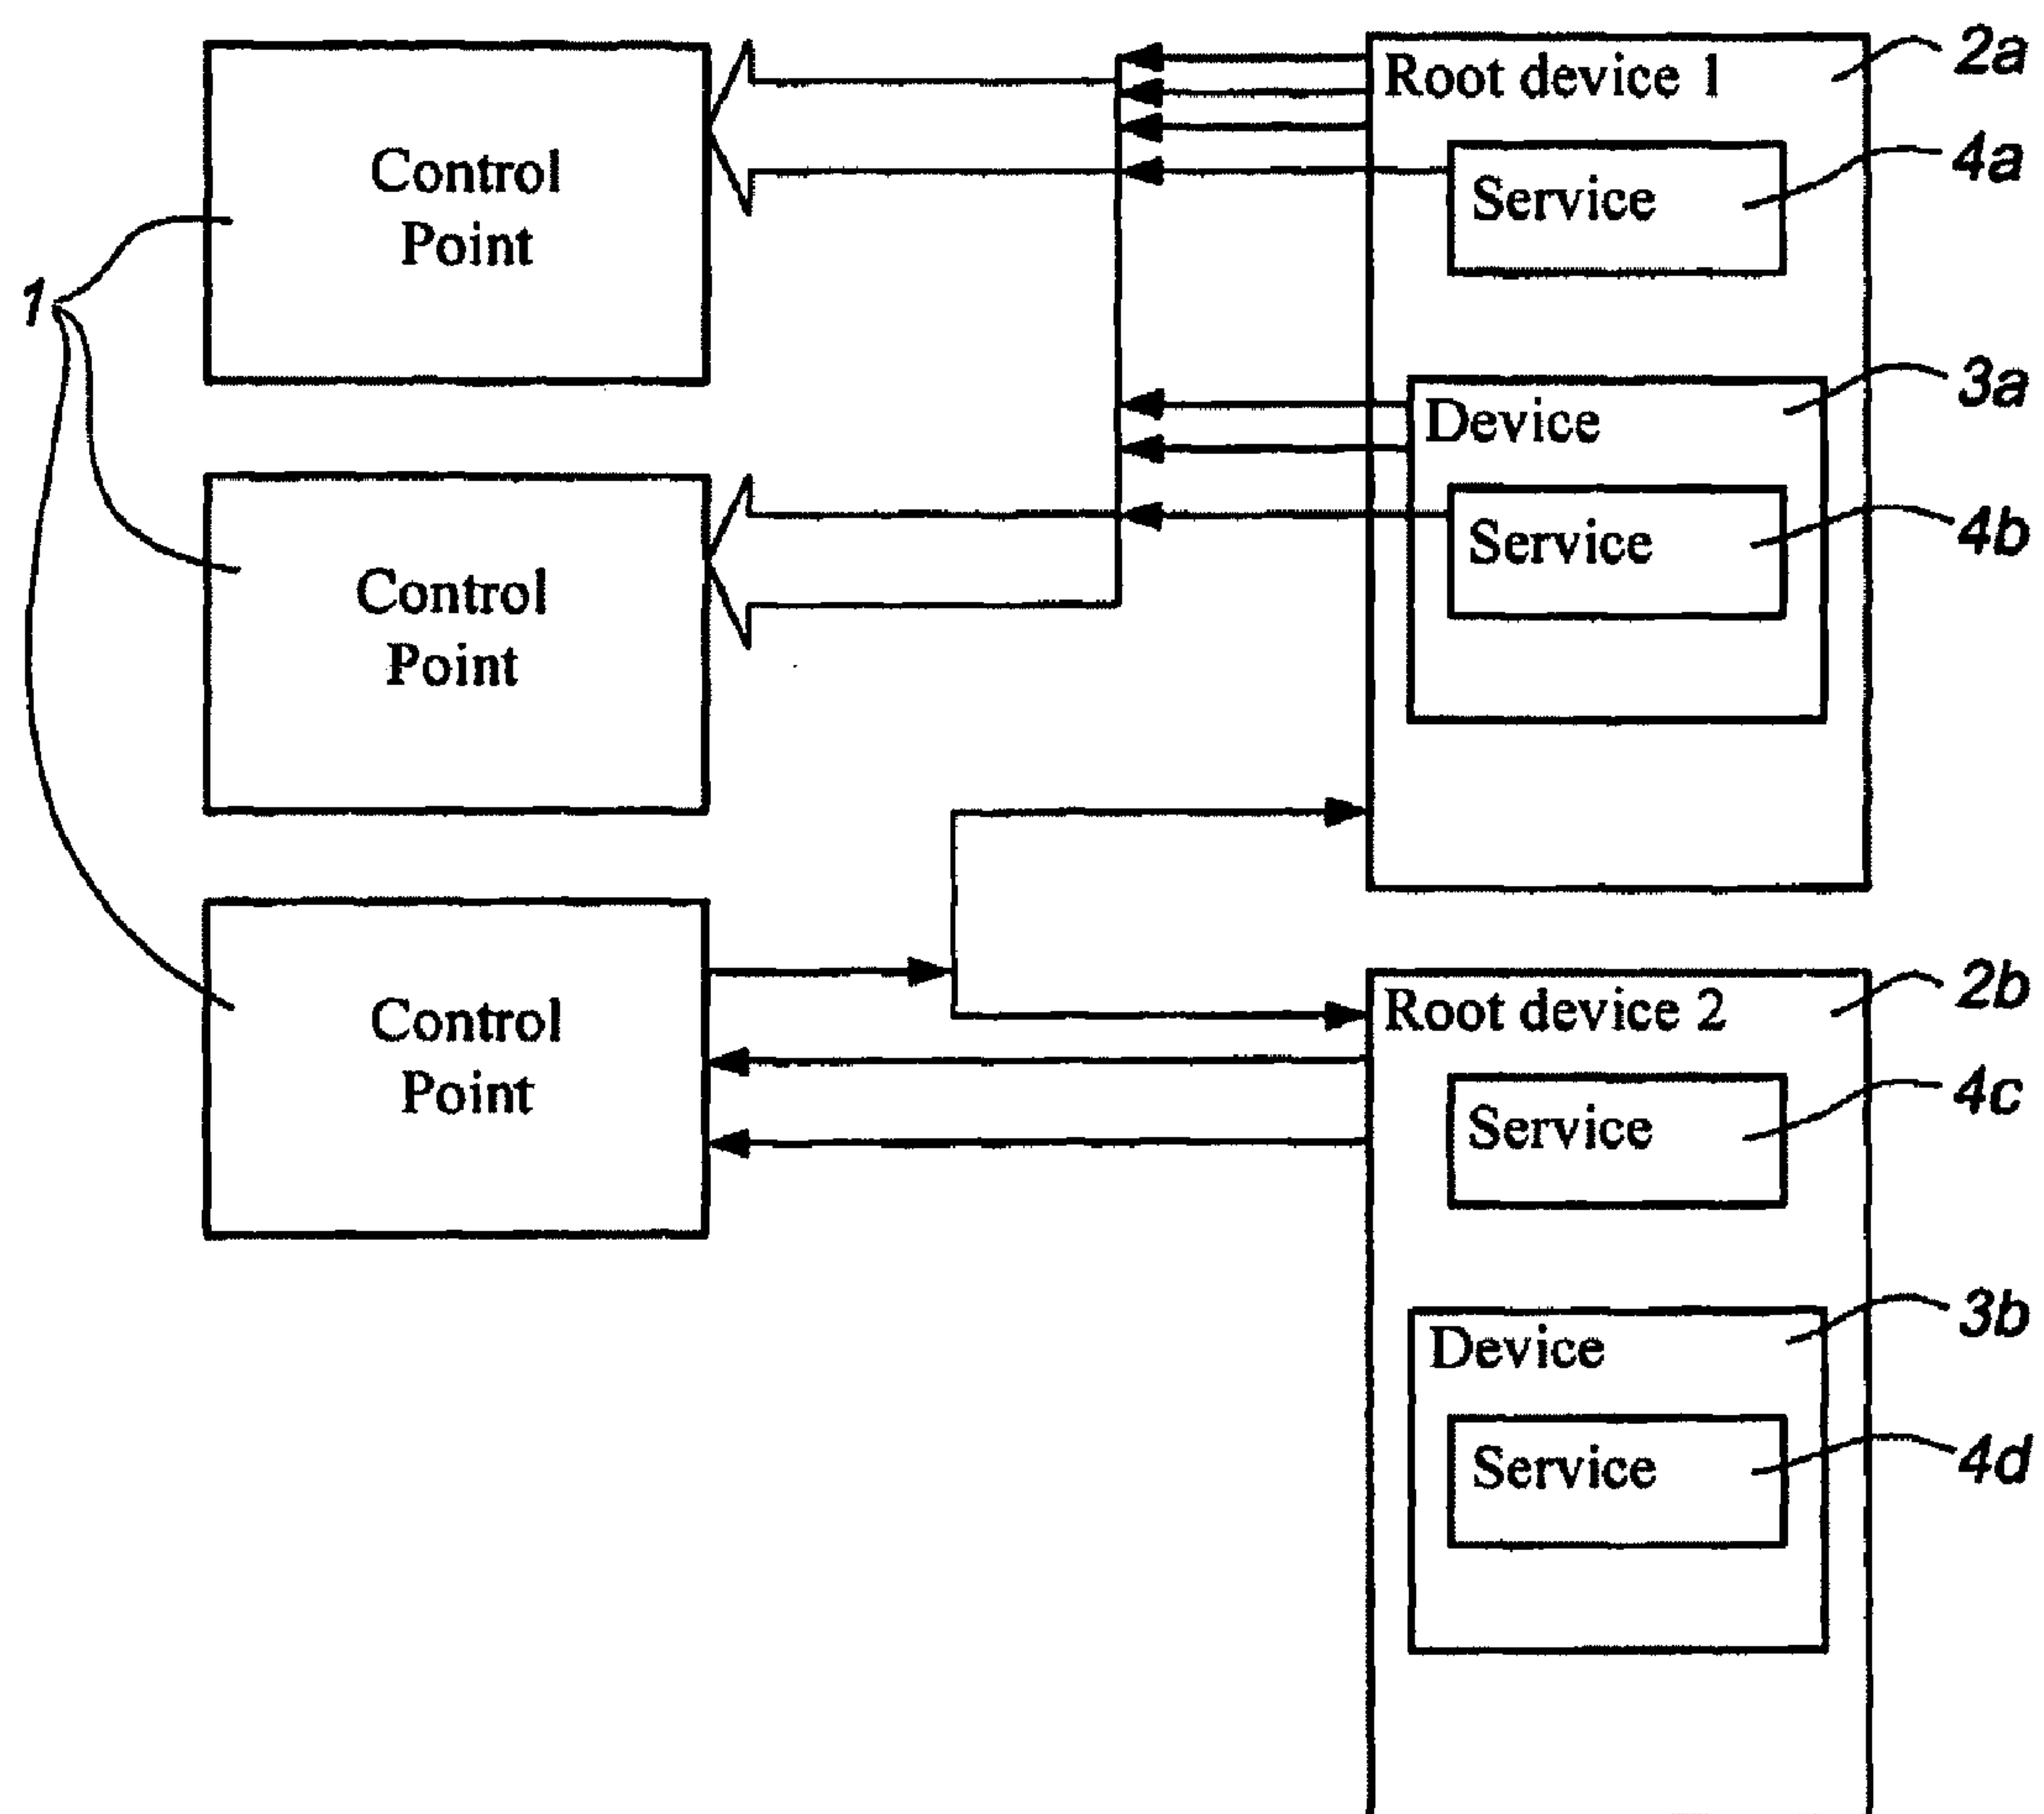 Control
Point
1
Control
Point
Control
Point
Root device 1
2a
Service
4a
Device
3a
Service
4b
Root device 2
2b
Service
4c
Device
3b
Service
4d